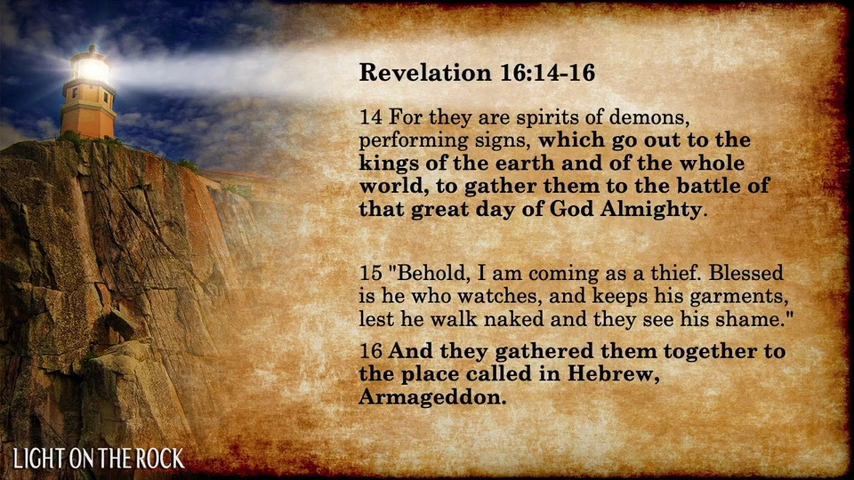 Revelation 16:14-16
14 For they are spirits of demons,
performing signs, which go out to the
kings of the earth and of the whole
world, to gather them to the battle of
that great day of God Almighty.
15 "Behold, I am coming as a thief. Blessed
is he who watches, and keeps his garments,
lest he walk naked and they see his shame."
16 And they gathered them together to
the place called in Hebrew,
Armageddon.
LIGHT ON THE ROCK